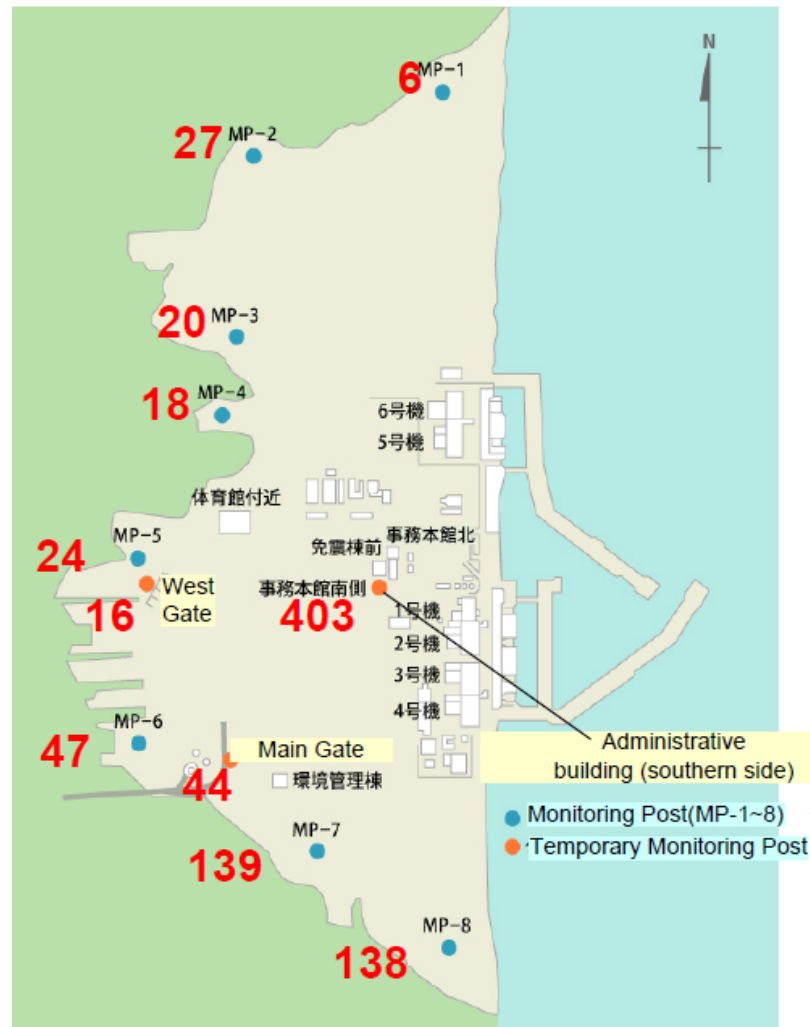 N
6
MP-1
27
MP-2
20
MP-3
18
MP-4
6号機
5号機
体育館付近
事務本館北
免震棟前
24
MP-5
West
Gate
16
事務本館南側
403
1号機
2号機
3号機
4号機
47
MP-6
Main Gate
44
環境管理棟
Administrative
building (southern side)
Monitoring Post(MP-1~8)
Temporary Monitoring Post
139
MP-7
138
MP-8